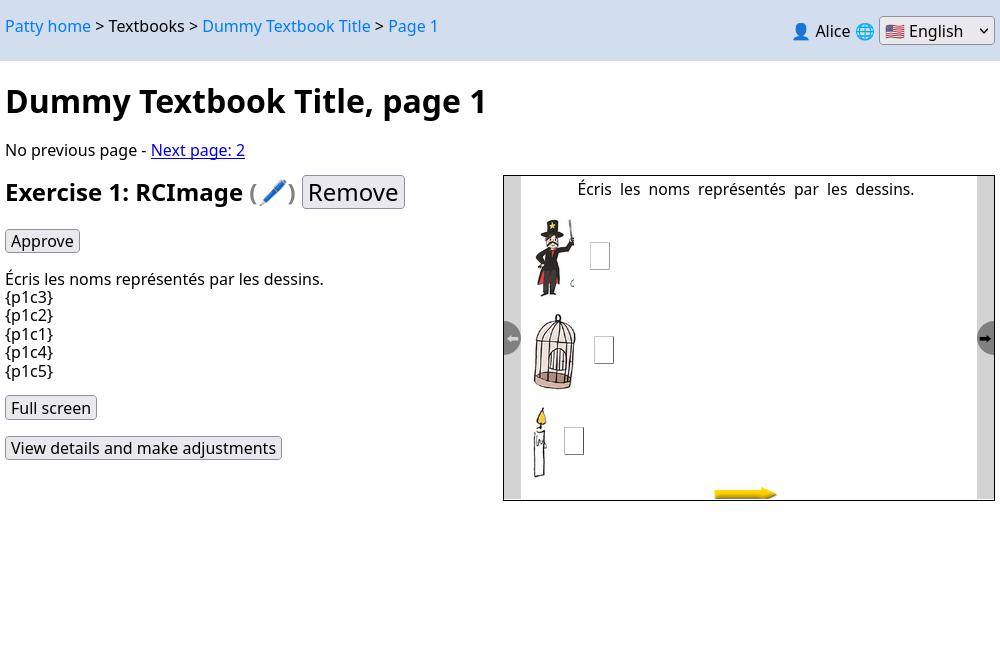 Patty home > Textbooks > Dummy Textbook Title > Page 1
👤 Alice 🌐 🇺🇸 English
Dummy Textbook Title, page 1
No previous page - Next page: 2
Exercise 1: RCImage (🖊️) Remove
Approve
Écris les noms représentés par les dessins.
{p1c3}
{p1c2}
{p1c1}
{p1c4}
{p1c5}
Full screen
View details and make adjustments
Écris les noms représentés par les dessins.